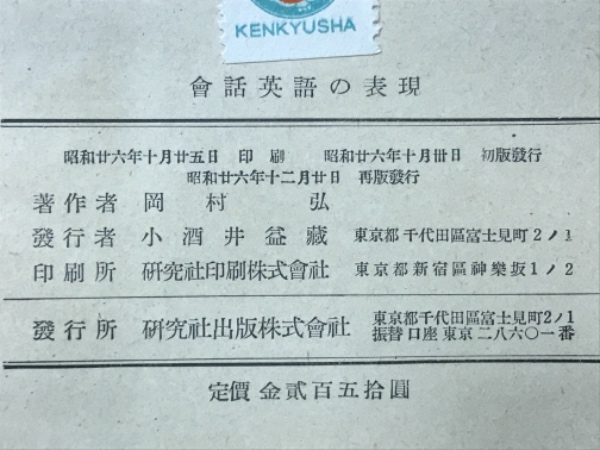 KENKYUSHA
會話英語の表現
昭和廿六年十月廿五日 印刷 昭和廿六年十月卅日 初版發行
昭和廿六年十二月廿日 再版發行
著作者 岡村弘
發行者 小酒井益藏 東京都千代田區富士見町2ノ1
印刷所 硏究社印刷株式會社 東京都新宿區神樂坂1ノ2
發行所 硏究社出版株式會社 東京都千代田區富士見町2ノ1
振替口座東京二八六〇一番
定價 金貳百五拾圓